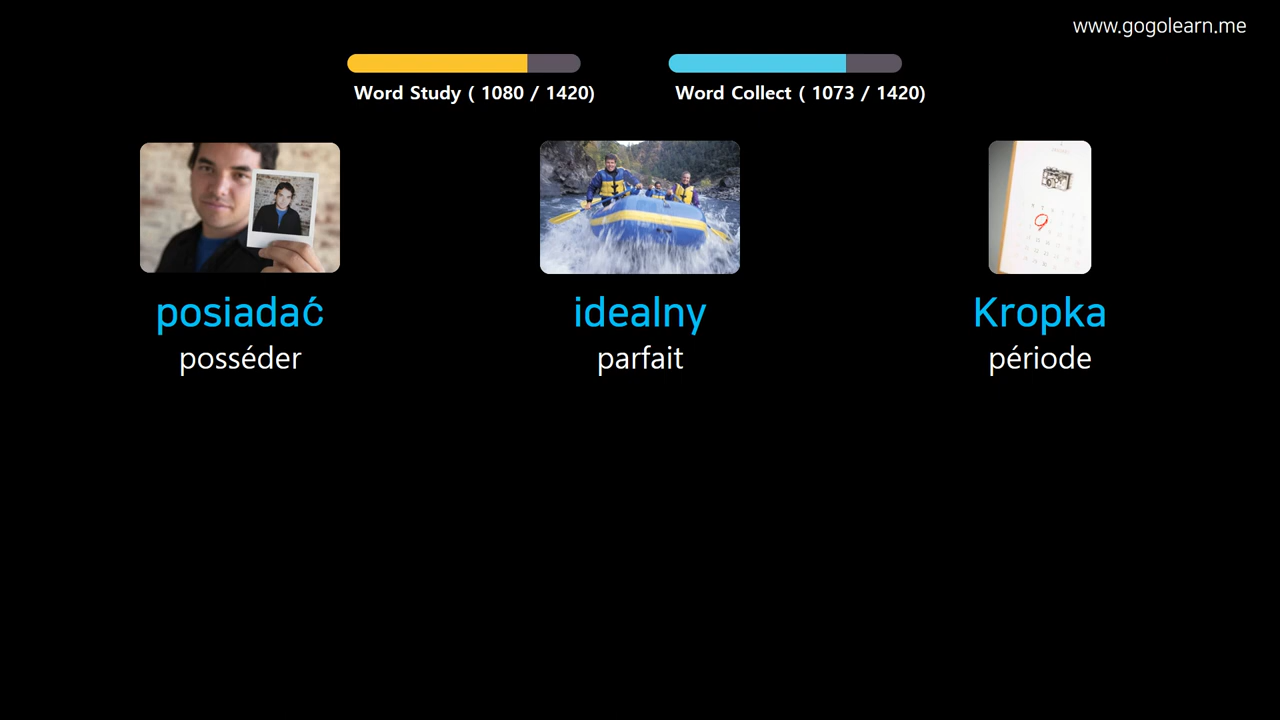 www.gogolearn.me
Word Study ( 1080 / 1420)
Word Collect ( 1073 / 1420)
posiadać
posséder
idealny
parfait
Kropka
période